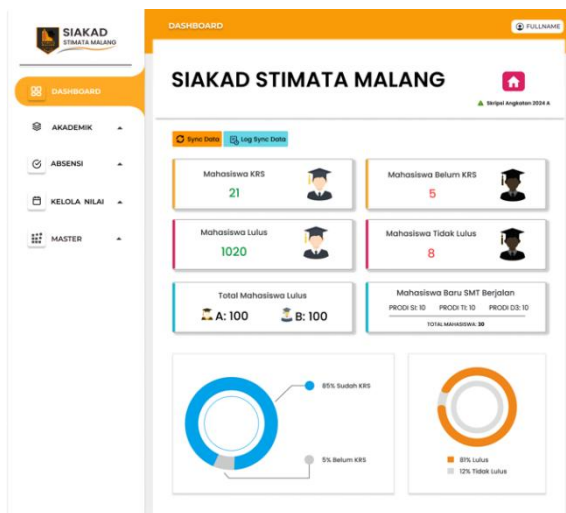 SIAKAD
STIMATA MALANG
DASHBOARD
FULLNAME
DASHBOARD
AKADEMIK
ABSENSI
KELOLA NILAI
MASTER
SIAKAD STIMATA MALANG
Skripsi Angkatan 2024 A
Sync Data
Log Sync Data
Mahasiswa KRS
21
Mahasiswa Belum KRS
5
Mahasiswa Lulus
1020
Mahasiswa Tidak Lulus
8
Total Mahasiswa Lulus
A: 100 B: 100
Mahasiswa Baru SMT Berjalan
PRODI SI: 10 PRODI TI: 10 PRODI D3: 10
TOTAL MAHASISWA: 30
85% Sudah KRS
5% Belum KRS
81% Lulus
12% Tidak Lulus